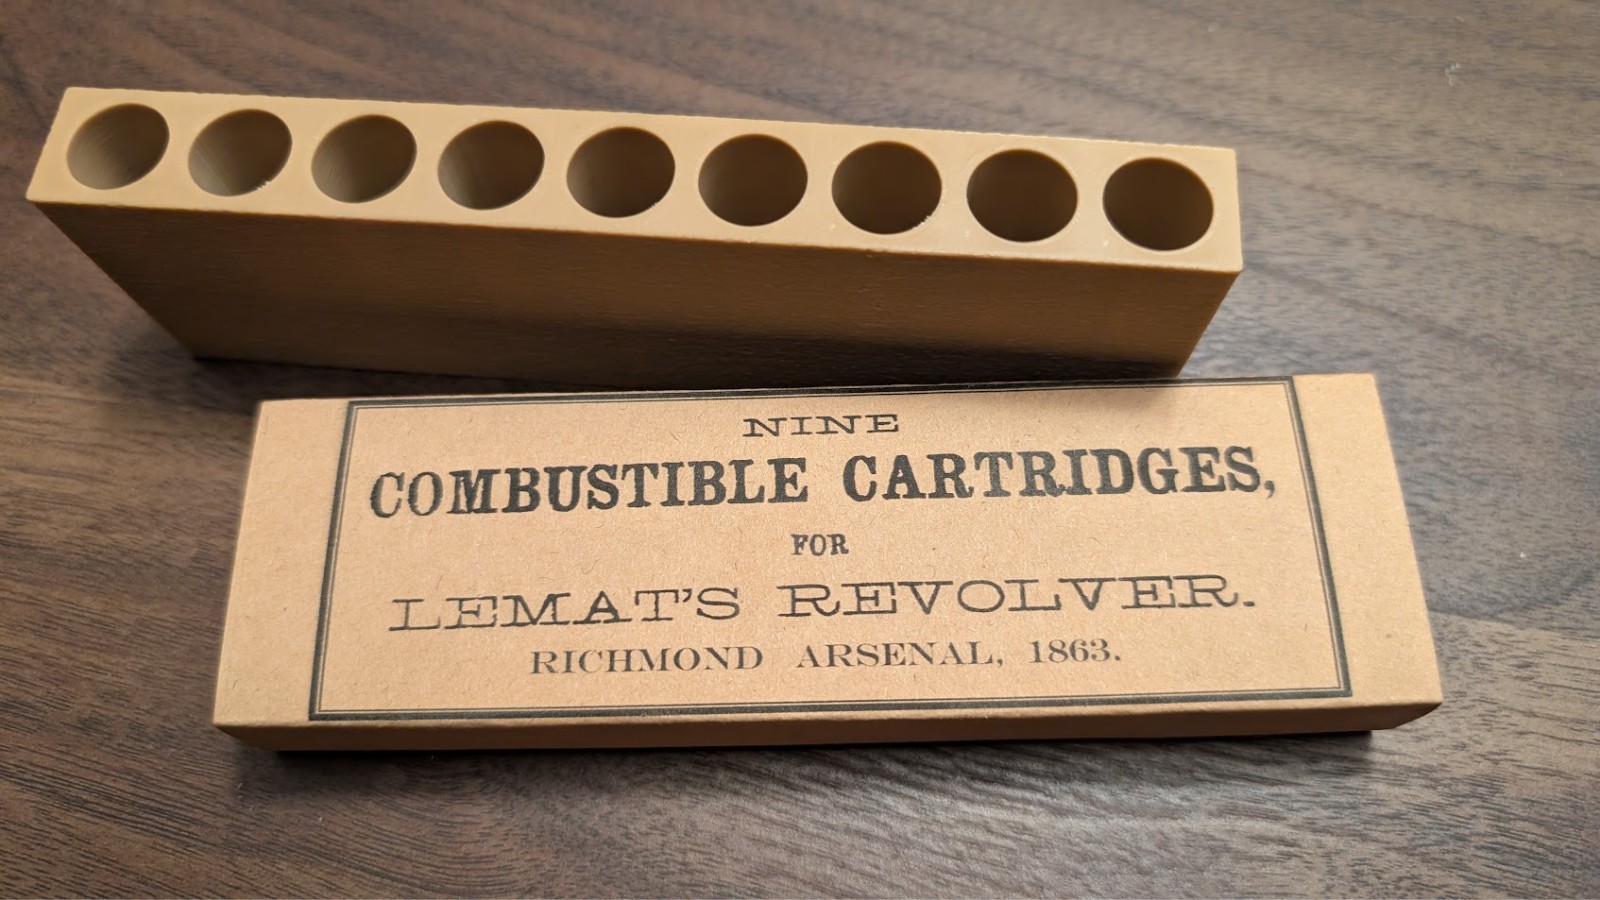 NINE
COMBUSTIBLE CARTRIDGES,
FOR
LEMAT'S REVOLVER.
RICHMOND ARSENAL, 1863.